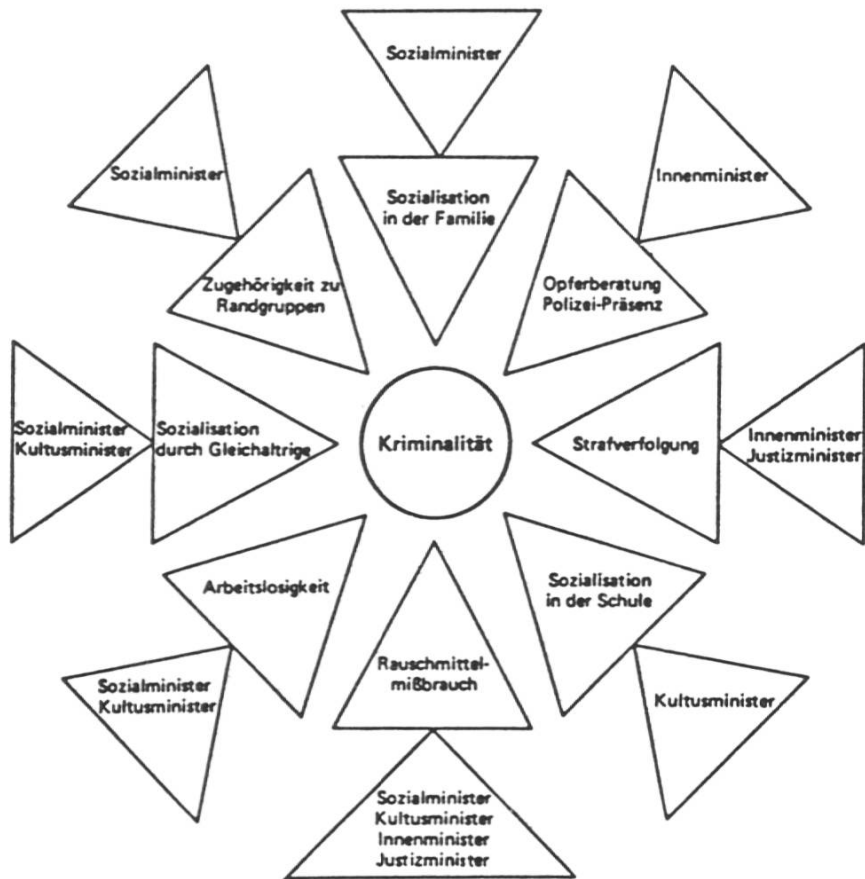 Sozialminister
Sozialminister
Innenminister
Sozialisation
in der Familie
Zugehörigkeit zu
Randgruppen
Opferberatung
Polizei-Präsenz
Sozialminister
Kultusminister
Sozialisation
durch Gleichaltrige
Kriminalität
Strafverfolgung
Innenminister
Justizminister
Arbeitslosigkeit
Sozialisation
in der Schule
Rauschmittel-
mißbrauch
Sozialminister
Kultusminister
Kultusminister
Sozialminister
Kultusminister
Innenminister
Justizminister